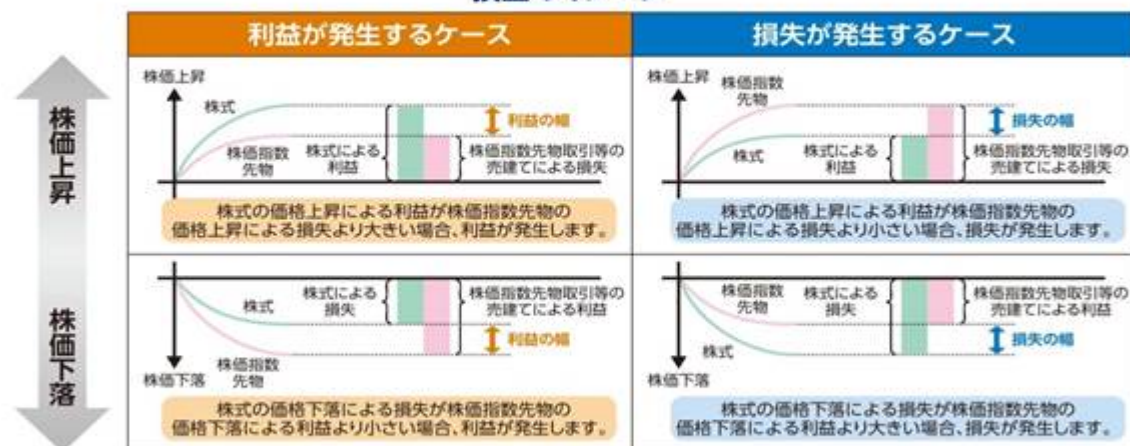 利益が発生するケース
損失が発生するケース
株価上昇
株価下落
株価上昇
株式
株価指数
先物
株式による
利益
利益の幅
株価指数先物取引等の
売建てによる損失
株式の価格上昇による利益が株価指数先物の
価格上昇による損失より大きい場合、利益が発生します。
株価上昇
株価指数
先物
株式
株式による
利益
損失の幅
株価指数先物取引等の
売建てによる損失
株式の価格上昇による利益が株価指数先物の
価格上昇による損失より小さい場合、損失が発生します。
株式
株価指数
先物
株価下落
株式による
損失
株価指数先物取引等の
売建てによる利益
利益の幅
株式の価格下落による損失が株価指数先物の
価格下落による利益より小さい場合、利益が発生します。
株価指数
先物
株式
株価下落
株式による
損失
株価指数先物取引等の
売建てによる利益
損失の幅
株式の価格下落による損失が株価指数先物の
価格下落による利益より大きい場合、損失が発生します。